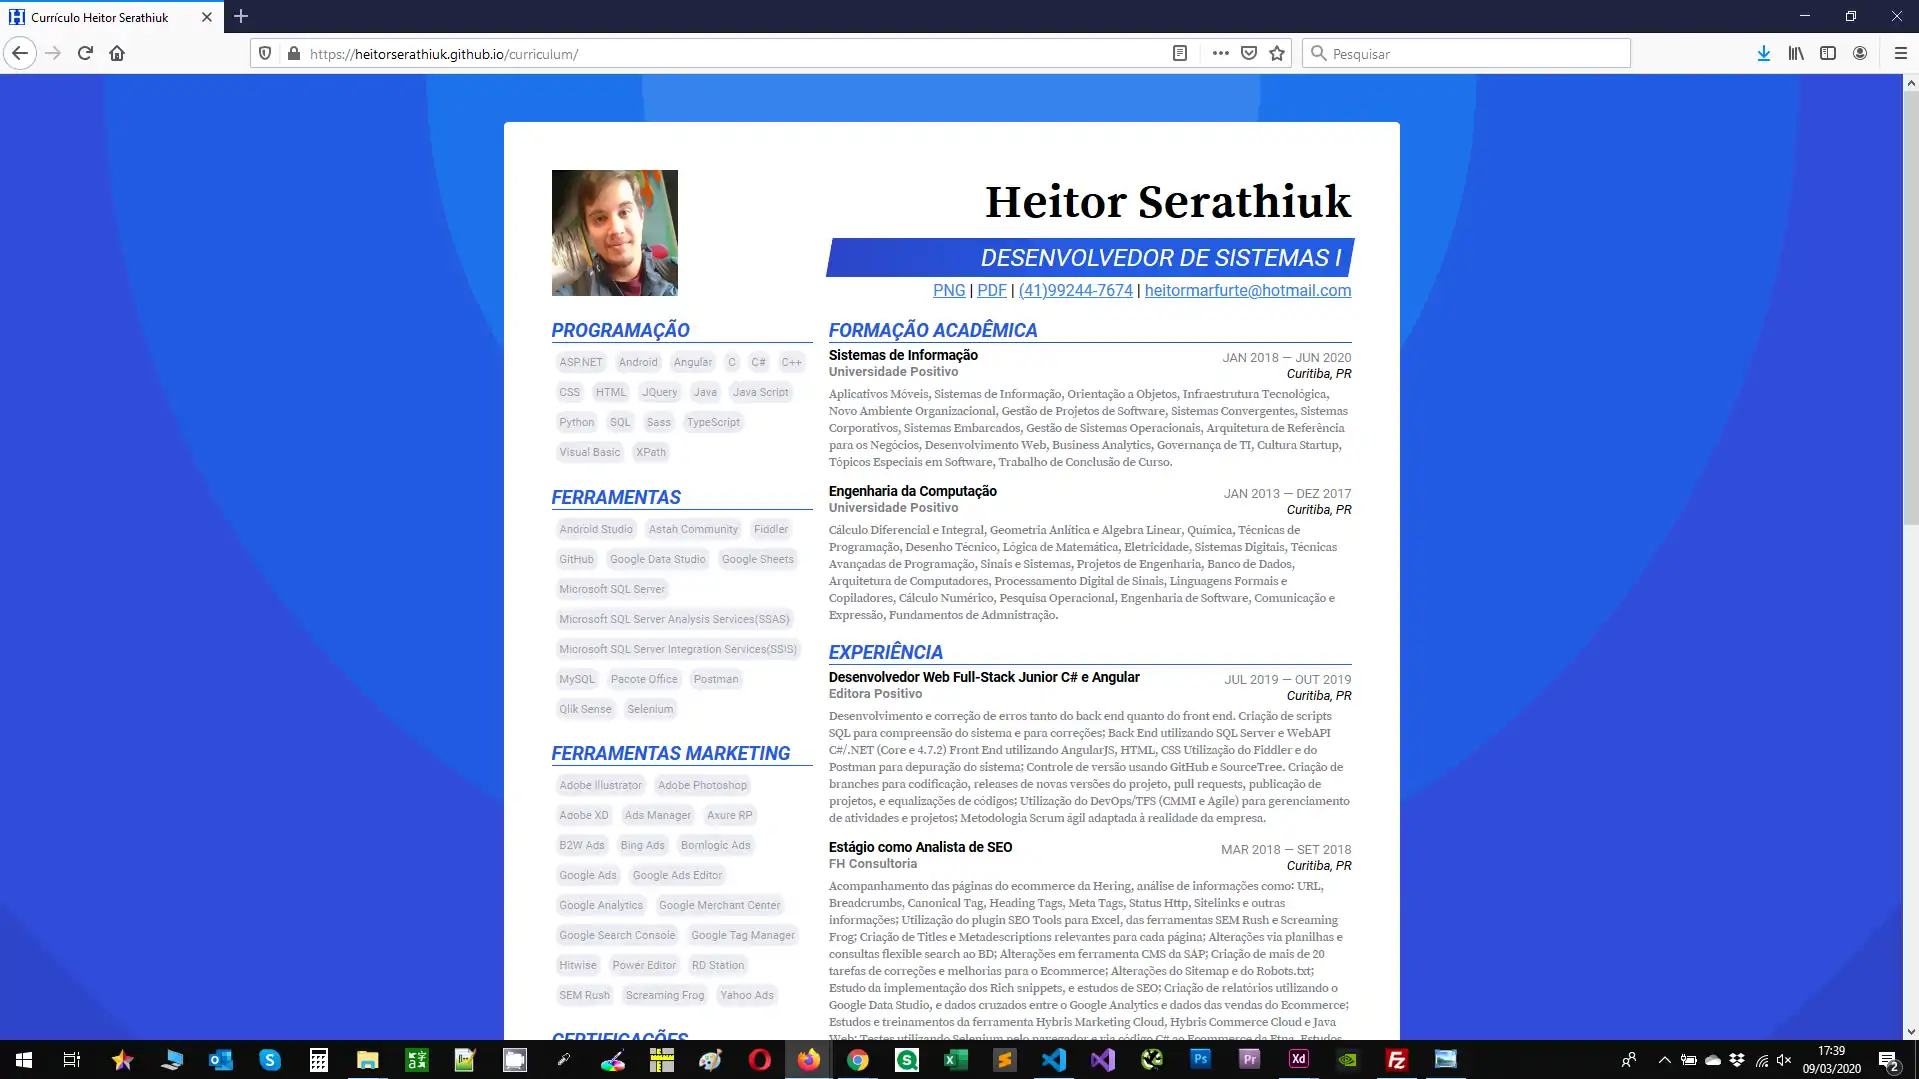 Currículo Heitor Serathiuk
https://heitorserathiuk.github.io/curriculum/
Pesquisar
Heitor Serathiuk
DESENVOLVEDOR DE SISTEMAS I
PNG | PDF | (41)99244-7674 | heitormarfurte@hotmail.com
PROGRAMAÇÃO
ASP.NET Android Angular C C# C++
CSS HTML JQuery Java Java Script
Python SQL Sass TypeScript
Visual Basic XPath
FERRAMENTAS
Android Studio Astah Community Fiddler
GitHub Google Data Studio Google Sheets
Microsoft SQL Server
Microsoft SQL Server Analysis Services(SSAS)
Microsoft SQL Server Integration Services(SSIS)
MySQL Pacote Office Postman
Qlik Sense Selenium
FERRAMENTAS MARKETING
Adobe Illustrator Adobe Photoshop
Adobe XD Ads Manager Axure RP
B2W Ads Bing Ads Bornlogic Ads
Google Ads Google Ads Editor
Google Analytics Google Merchant Center
Google Search Console Google Tag Manager
Hitwise Power Editor RD Station
SEM Rush Screaming Frog Yahoo Ads
CERTIFICAÇÕES
FORMAÇÃO ACADÊMICA
Sistemas de Informação JAN 2018 — JUN 2020
Universidade Positivo Curitiba, PR
Aplicativos Móveis, Sistemas de Informação, Orientação a Objetos, Infraestrutura Tecnológica,
Novo Ambiente Organizacional, Gestão de Projetos de Software, Sistemas Convergentes, Sistemas
Corporativos, Sistemas Embarcados, Gestão de Sistemas Operacionais, Arquitetura de Referência
para os Negócios, Desenvolvimento Web, Business Analytics, Governança de TI, Cultura Startup,
Tópicos Especiais em Software, Trabalho de Conclusão de Curso.
Engenharia da Computação JAN 2013 — DEZ 2017
Universidade Positivo Curitiba, PR
Cálculo Diferencial e Integral, Geometria Anlítica e Algebra Linear, Química, Técnicas de
Programação, Desenho Técnico, Lógica de Matemática, Eletricidade, Sistemas Digitais, Técnicas
Avançadas de Programação, Sinais e Sistemas, Projetos de Engenharia, Banco de Dados,
Arquitetura de Computadores, Processamento Digital de Sinais, Linguagens Formais e
Copiladores, Cálculo Numérico, Pesquisa Operacional, Engenharia de Software, Comunicação e
Expressão, Fundamentos de Admnistração.
EXPERIÊNCIA
Desenvolvedor Web Full-Stack Junior C# e Angular JUL 2019 — OUT 2019
Editora Positivo Curitiba, PR
Desenvolvimento e correção de erros tanto do back end quanto do front end. Criação de scripts
SQL para compreensão do sistema e para correções; Back End utilizando SQL Server e WebAPI
C#/.NET (Core e 4.7.2) Front End utilizando AngularJS, HTML, CSS Utilização do Fiddler e do
Postman para depuração do sistema; Controle de versão usando GitHub e SourceTree. Criação de
branches para codificação, releases de novas versões do projeto, pull requests, publicação de
projetos, e equalizações de códigos; Utilização do DevOps/TFS (CMMI e Agile) para gerenciamento
de atividades e projetos; Metodologia Scrum ágil adaptada à realidade da empresa.
Estágio como Analista de SEO MAR 2018 — SET 2018
FH Consultoria Curitiba, PR
Acompanhamento das páginas do ecommerce da Hering, análise de informações como: URL,
Breadcrumbs, Canonical Tag, Heading Tags, Meta Tags, Status Http, Sitelinks e outras
informações; Utilização do plugin SEO Tools para Excel, das ferramentas SEM Rush e Screaming
Frog; Criação de Titles e Metadescriptions relevantes para cada página; Alterações via planilhas e
consultas flexible search ao BD; Alterações em ferramenta CMS da SAP; Criação de mais de 20
tarefas de correções e melhorias para o Ecommerce; Alterações do Sitemap e do Robots.txt;
Estudo da implementação dos Rich snippets, e estudos de SEO; Criação de relatórios utilizando o
Google Data Studio, e dados cruzados entre o Google Analytics e dados das vendas do Ecommerce;
Estudos e treinamentos da ferramenta Hybris Marketing Cloud, Hybris Commerce Cloud e Java
Web; Testes utilizando Selenium pelo navegador e via código C# ao Ecommerce da Etna. Estudos
17:39
09/03/2020
2